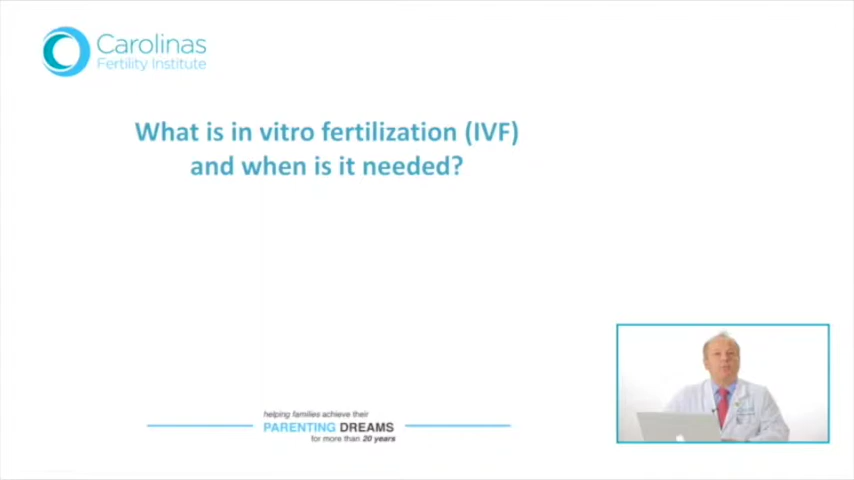 Carolinas
Fertility Institute
What is in vitro fertilization (IVF)
and when is it needed?
helping families achieve their
PARENTING DREAMS
for more than 20 years